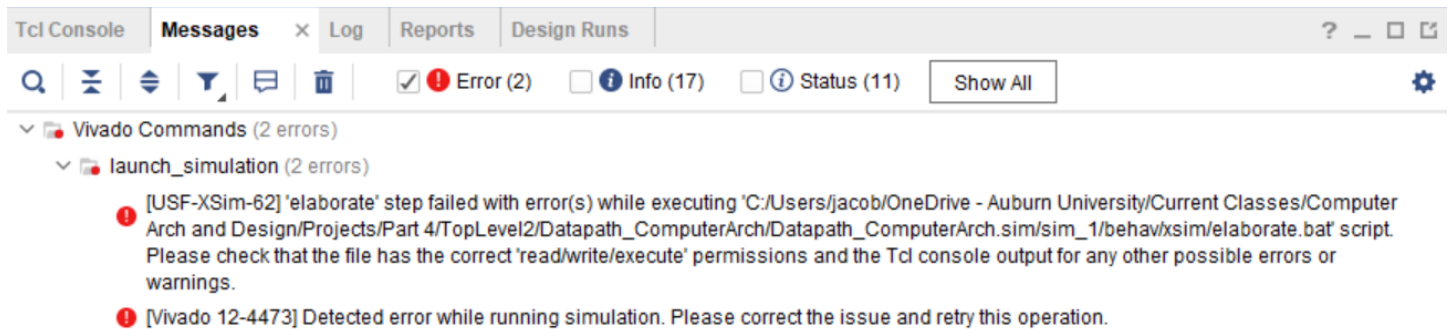 Tcl Console Messages × Log Reports Design Runs ? _
Error (2) Info (17) Status (11) Show All
Vivado Commands (2 errors)
launch_simulation (2 errors)
[USF-XSim-62] 'elaborate' step failed with error(s) while executing 'C:/Users/jacob/OneDrive - Auburn University/Current Classes/Computer
Arch and Design/Projects/Part 4/TopLevel2/Datapath_ComputerArch/Datapath_ComputerArch.sim/sim_1/behav/xsim/elaborate.bat' script.
Please check that the file has the correct 'read/write/execute' permissions and the Tcl console output for any other possible errors or
warnings.
[Vivado 12-4473] Detected error while running simulation. Please correct the issue and retry this operation.